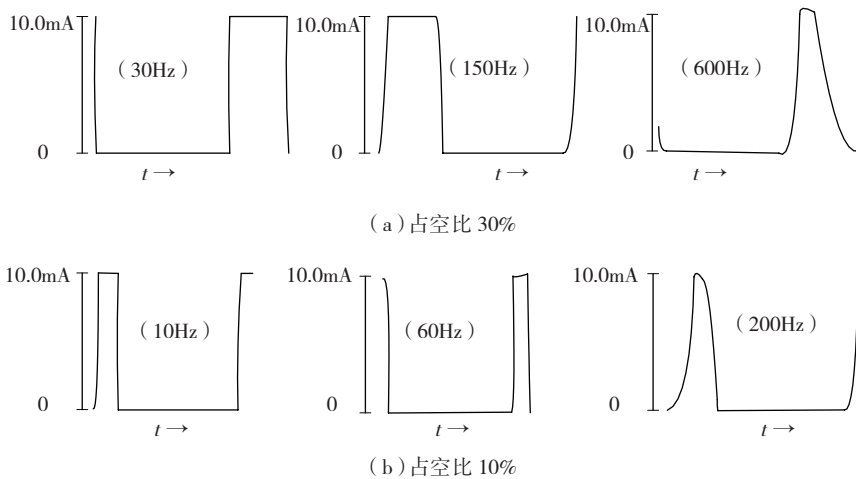 10.0mA 10.0mA 10.0mA
（30Hz） （150Hz） （600Hz）
0 0 0
t→ t→ t→
（a）占空比 30%
10.0mA 10.0mA 10.0mA
（10Hz） （60Hz） （200Hz）
0 0 0
t→ t→ t→
（b）占空比 10%